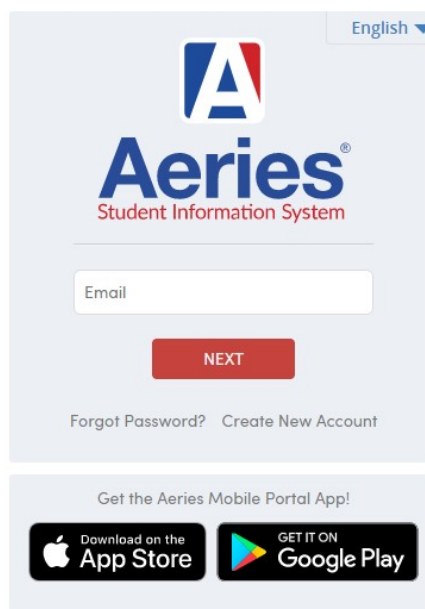 English
A
Aeries®
Student Information System
Email
NEXT
Forgot Password? Create New Account
Get the Aeries Mobile Portal App!
Download on the
App Store
GET IT ON
Google Play